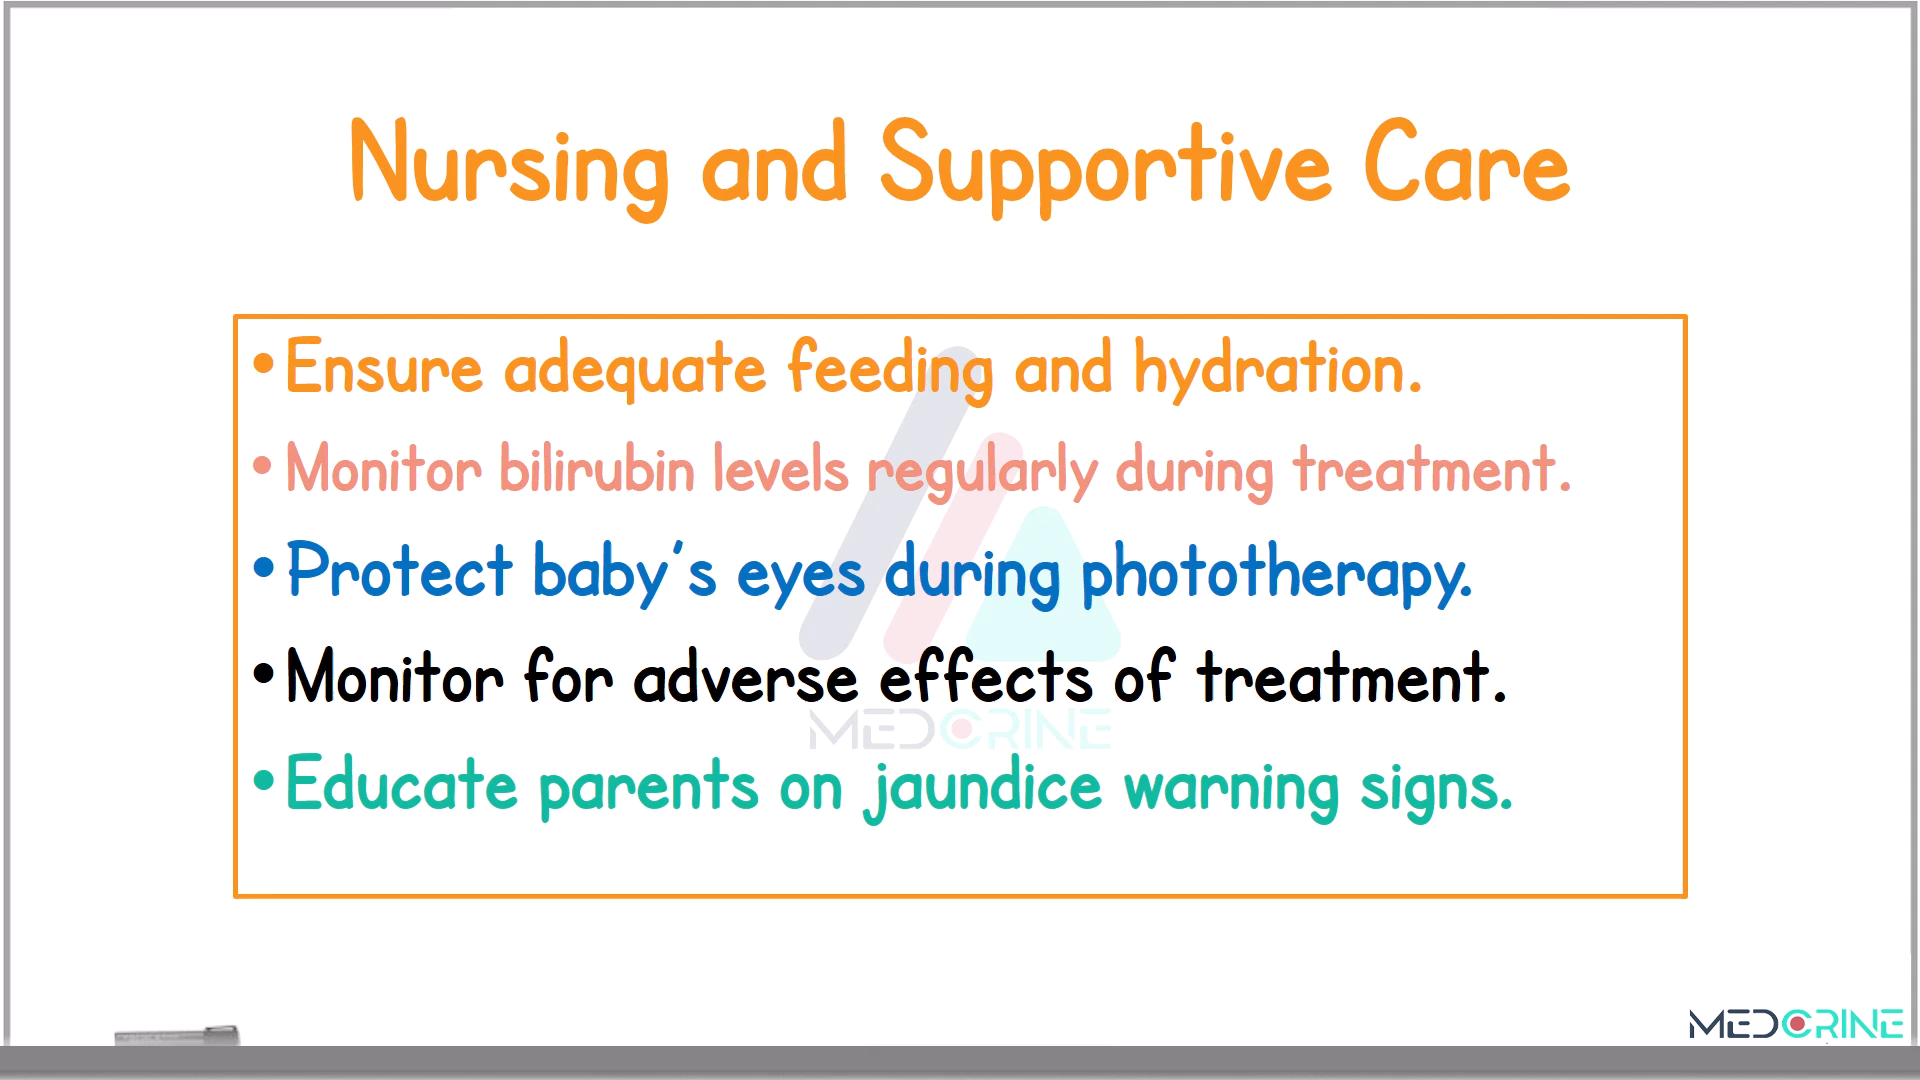 Nursing and Supportive Care
• Ensure adequate feeding and hydration.
• Monitor bilirubin levels regularly during treatment.
• Protect baby's eyes during phototherapy.
• Monitor for adverse effects of treatment.
MEDCRINE
• Educate parents on jaundice warning signs.
MEDCRINE